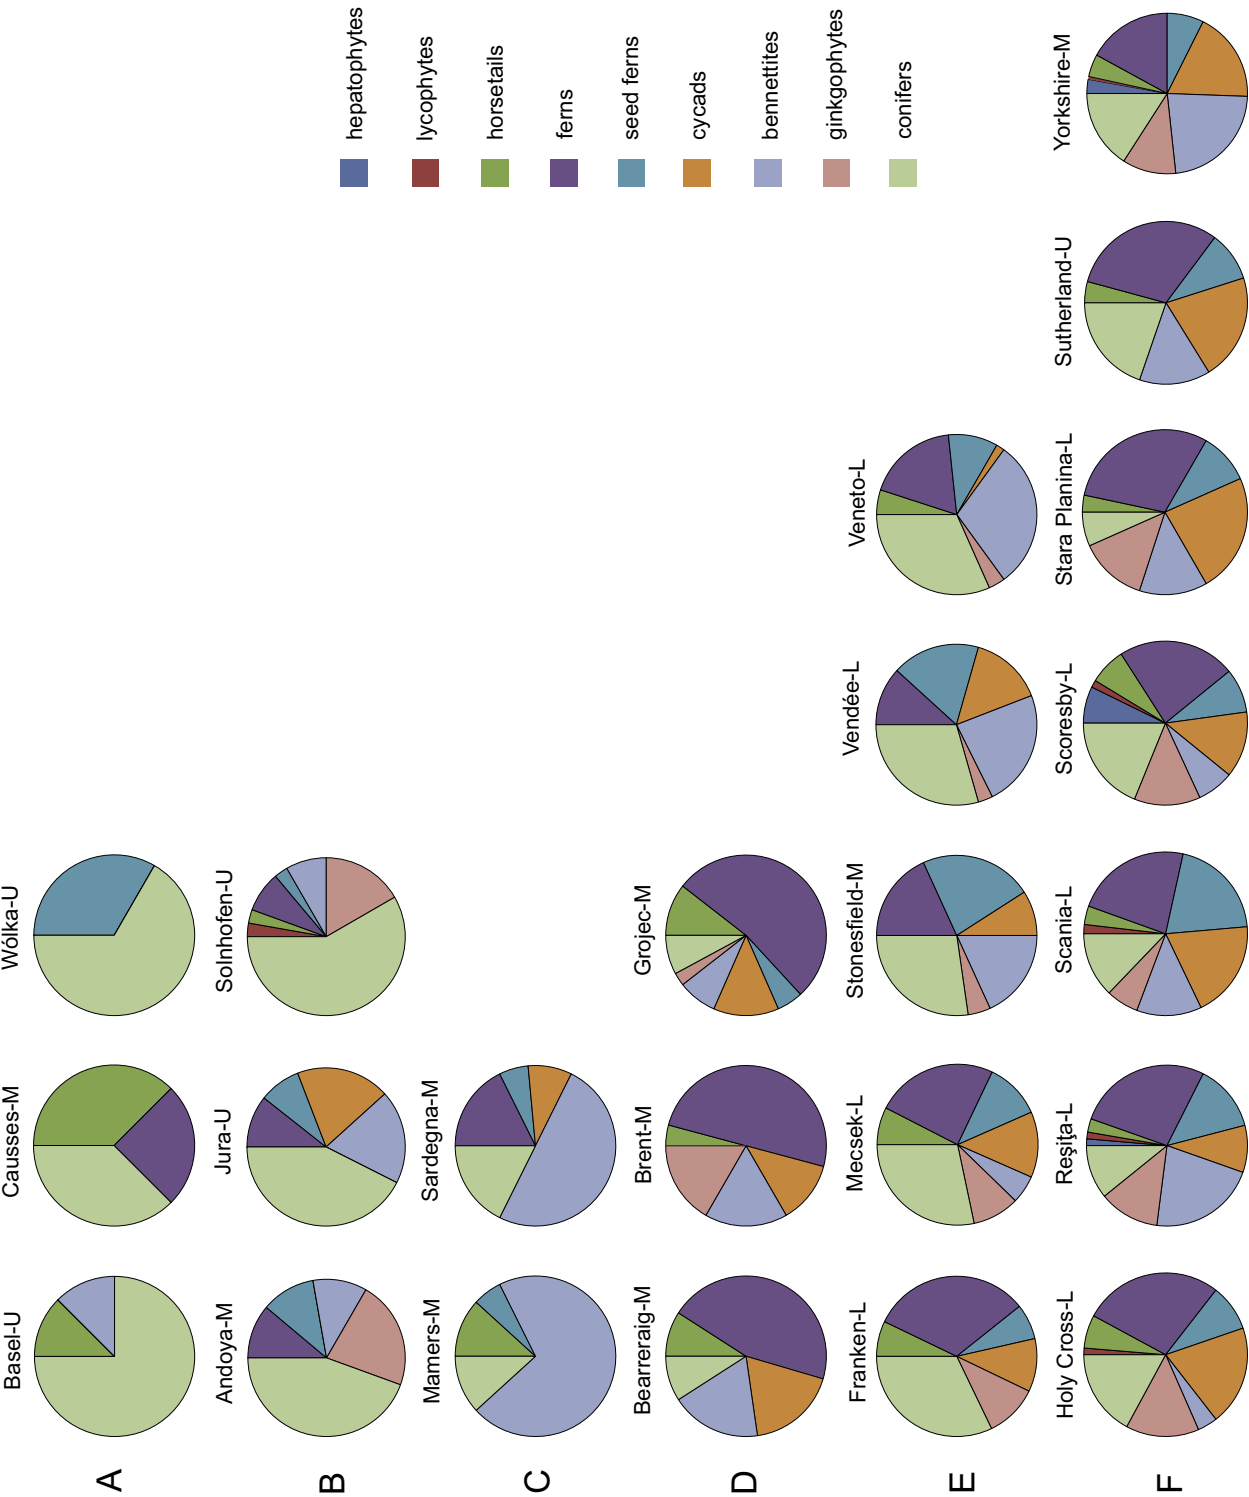 A
Basel-U
Causses-M
Wólka-U
B
Andoya-M
Jura-U
Solnhofen-U
C
Mamers-M
Sardegna-M
D
Bearreraig-M
Brent-M
Grojec-M
E
Franken-L
Mecsek-L
Stonesfield-M
Vendée-L
Veneto-L
F
Holy Cross-L
Reşiţa-L
Scania-L
Scoresby-L
Stara Planina-L
Sutherland-U
Yorkshire-M
hepatophytes
lycophytes
horsetails
ferns
seed ferns
cycads
bennettites
ginkgophytes
conifers